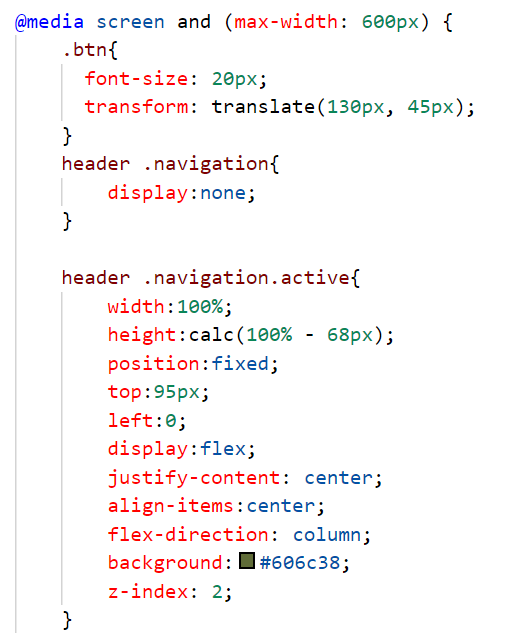 @media screen and (max-width: 600px) {
.btn{
font-size: 20px;
transform: translate(130px, 45px);
}
header .navigation{
display:none;
}
header .navigation.active{
width:100%;
height:calc(100% - 68px);
position:fixed;
top:95px;
left:0;
display:flex;
justify-content: center;
align-items:center;
flex-direction: column;
background:#606c38;
z-index: 2;
}